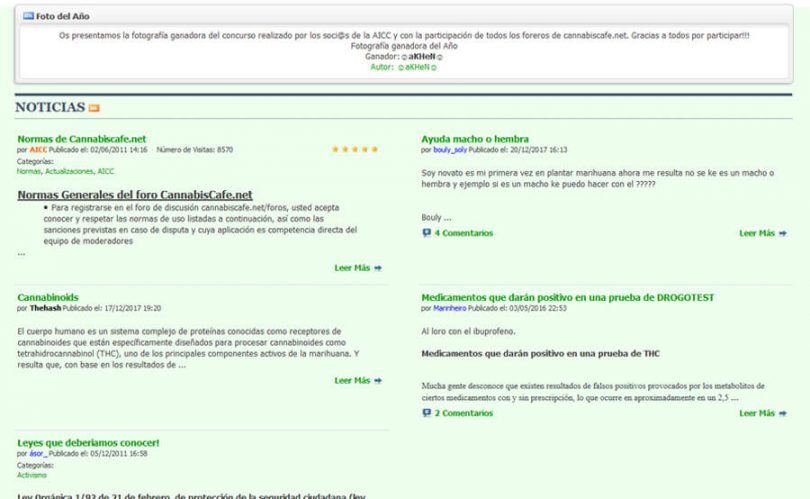 Foto del Año
Os presentamos la fotografía ganadora del concurso realizado por los soci@s de la AICC y con la participación de todos los foreros de cannabiscafe.net. Gracias a todos por participar!!!
Fotografía ganadora del Año
Ganador:☺aKHeN☺
Autor: ☺aKHeN☺
NOTICIAS
Normas de Cannabiscafe.net
por AICC Publicado el: 02/06/2011 14:16 Número de Visitas: 8570
Categorías:
Normas, Actualizaciones, AICC
Normas Generales del foro CannabisCafe.net
• Para registrarse en el foro de discusión cannabiscafe.net/foros, usted acepta
conocer y respetar las normas de uso listadas a continuación, así como las
sanciones previstas en caso de disputa y cuya aplicación es competencia directa del
equipo de moderadores
...
Leer Más
Ayuda macho o hembra
por bouly_soly Publicado el: 20/12/2017 16:13
Soy novato es mi primera vez en plantar marihuana ahora me resulta no se ke es un macho o
hembra y ejemplo si es un macho ke puedo hacer con el ?????
Bouly ...
4 Comentarios
Leer Más
Cannabinoids
por Thehash Publicado el: 17/12/2017 19:20
El cuerpo humano es un sistema complejo de proteínas conocidas como receptores de
cannabinoides que están específicamente diseñados para procesar cannabinoides como
tetrahidrocannabinol (THC), uno de los principales componentes activos de la marihuana. Y
resulta que, con base en los resultados de ...
Leer Más
Medicamentos que darán positivo en una prueba de DROGOTEST
por Marinheiro Publicado el: 03/05/2016 22:53
Al loro con el ibuprofeno.
Medicamentos que darán positivo en una prueba de THC
Mucha gente desconoce que existen resultados de falsos positivos provocados por los metabolitos de
ciertos medicamentos con y sin prescripción, lo que ocurre en aproximadamente en un 2,5 ...
2 Comentarios
Leer Más
Leyes que deberiamos conocer!
por ásor_ Publicado el: 05/12/2011 16:58
Categorías:
Activismo
Ley Orgánica 1/92 de 21 de febrero, de protección de la seguridad ciudadana (ley